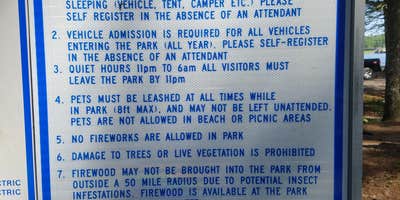 SLEEPING (VEHICLE, TENT, CAMPER ETC.) PLEASE
SELF REGISTER IN THE ABSENCE OF AN ATTENDANT
2. VEHICLE ADMISSION IS REQUIRED FOR ALL VEHICLES
ENTERING THE PARK (ALL YEAR). PLEASE SELF-REGISTER
IN THE ABSENCE OF AN ATTENDANT
3. QUIET HOURS 11pm TO 6am ALL VISITORS MUST
LEAVE THE PARK BY 11pm
4. PETS MUST BE LEASHED AT ALL TIMES WHILE
IN PARK (8ft MAX), AND MAY NOT BE LEFT UNATTENDED.
PETS ARE NOT ALLOWED IN BEACH OR PICNIC AREAS
5. NO FIREWORKS ARE ALLOWED IN PARK
6. DAMAGE TO TREES OR LIVE VEGETATION IS PROHIBITED
7. FIREWOOD MAY NOT BE BROUGHT INTO THE PARK FROM
OUTSIDE A 50 MILE RADIUS DUE TO POTENTIAL INSECT
INFESTATIONS. FIREWOOD IS AVAILABLE AT THE PARK
CTRIC
CTRIC